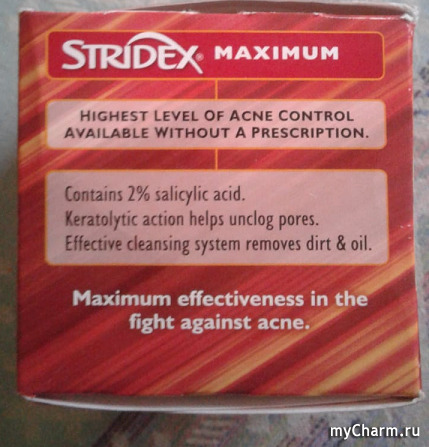 STRIDEX® MAXIMUM
HIGHEST LEVEL OF ACNE CONTROL
AVAILABLE WITHOUT A PRESCRIPTION.
Contains 2% salicylic acid.
Keratolytic action helps unclog pores.
Effective cleansing system removes dirt & oil.
Maximum effectiveness in the
fight against acne.
myCharm.ru